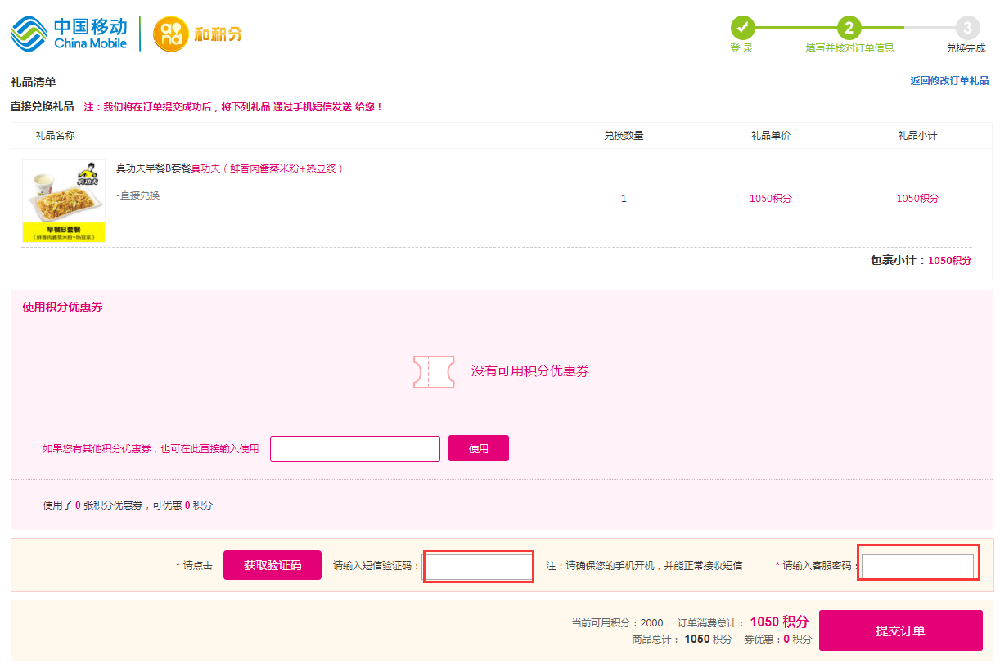 中国移动
China Mobile
and
和积分
2
3
登 录
填写并核对订单信息
兑换完成
礼品清单
返回修改订单礼品
直接兑换礼品 注：我们将在订单提交成功后，将下列礼品 通过手机短信发送 给您！
礼品名称 兑换数量 礼品单价 礼品小计
真功夫
早餐B套餐
（鲜香肉酱蒸米粉+热豆浆）
真功夫早餐B套餐真功夫（鲜香肉酱蒸米粉+热豆浆）
-直接兑换
1 1050积分 1050积分
包裹小计：1050积分
使用积分优惠券
没有可用积分优惠券
如果您有其他积分优惠券，也可在此直接输入使用 使用
使用了 0 张积分优惠券，可优惠 0 积分
* 请点击 获取验证码 请输入短信验证码： 注：请确保您的手机开机，并能正常接收短信 * 请输入客服密码：
当前可用积分：2000 订单消费总计： 1050 积分
商品总计： 1050 积分 券优惠：0 积分
提交订单